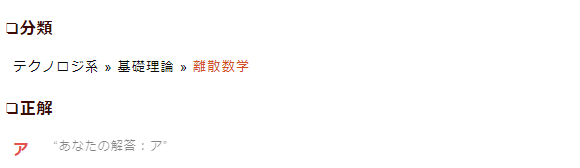 ❏分類
テクノロジ系 » 基礎理論 » 離散数学
❏正解
ア “あなたの解答：ア”